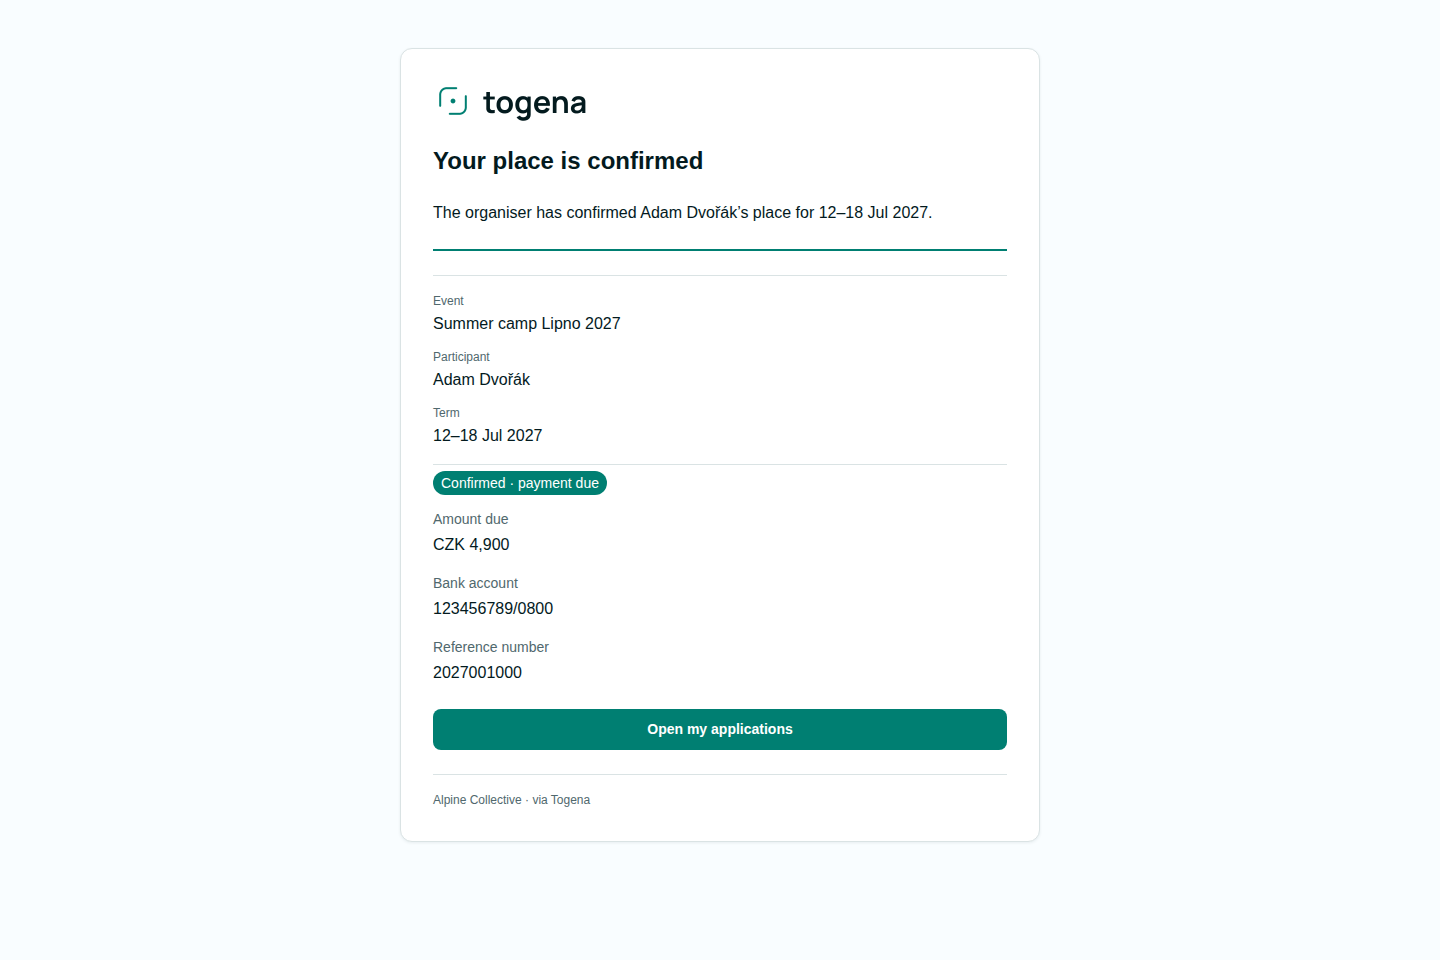 togena
Your place is confirmed
The organiser has confirmed Adam Dvořák’s place for 12–18 Jul 2027.
Event
Summer camp Lipno 2027
Participant
Adam Dvořák
Term
12–18 Jul 2027
Confirmed · payment due
Amount due
CZK 4,900
Bank account
123456789/0800
Reference number
2027001000
Open my applications
Alpine Collective · via Togena